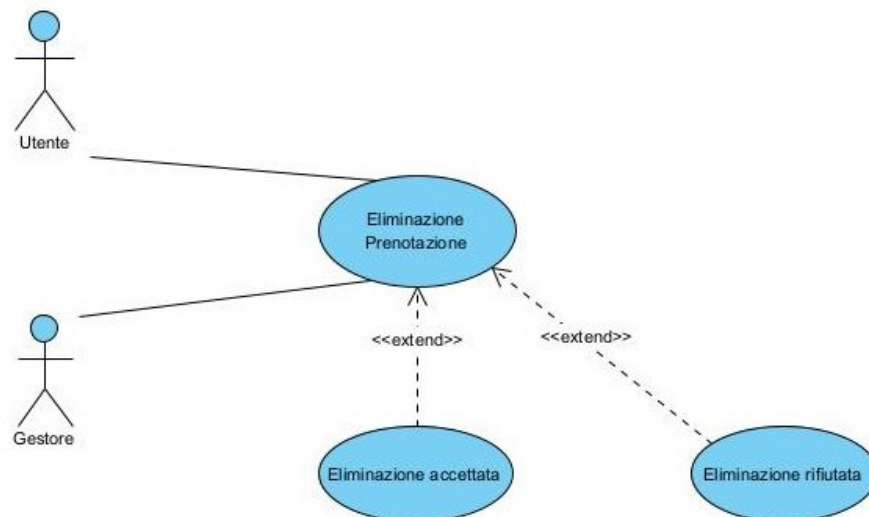 Utente
Eliminazione
Prenotazione
<<extend>>
<<extend>>
Gestore
Eliminazione accettata
Eliminazione rifiutata